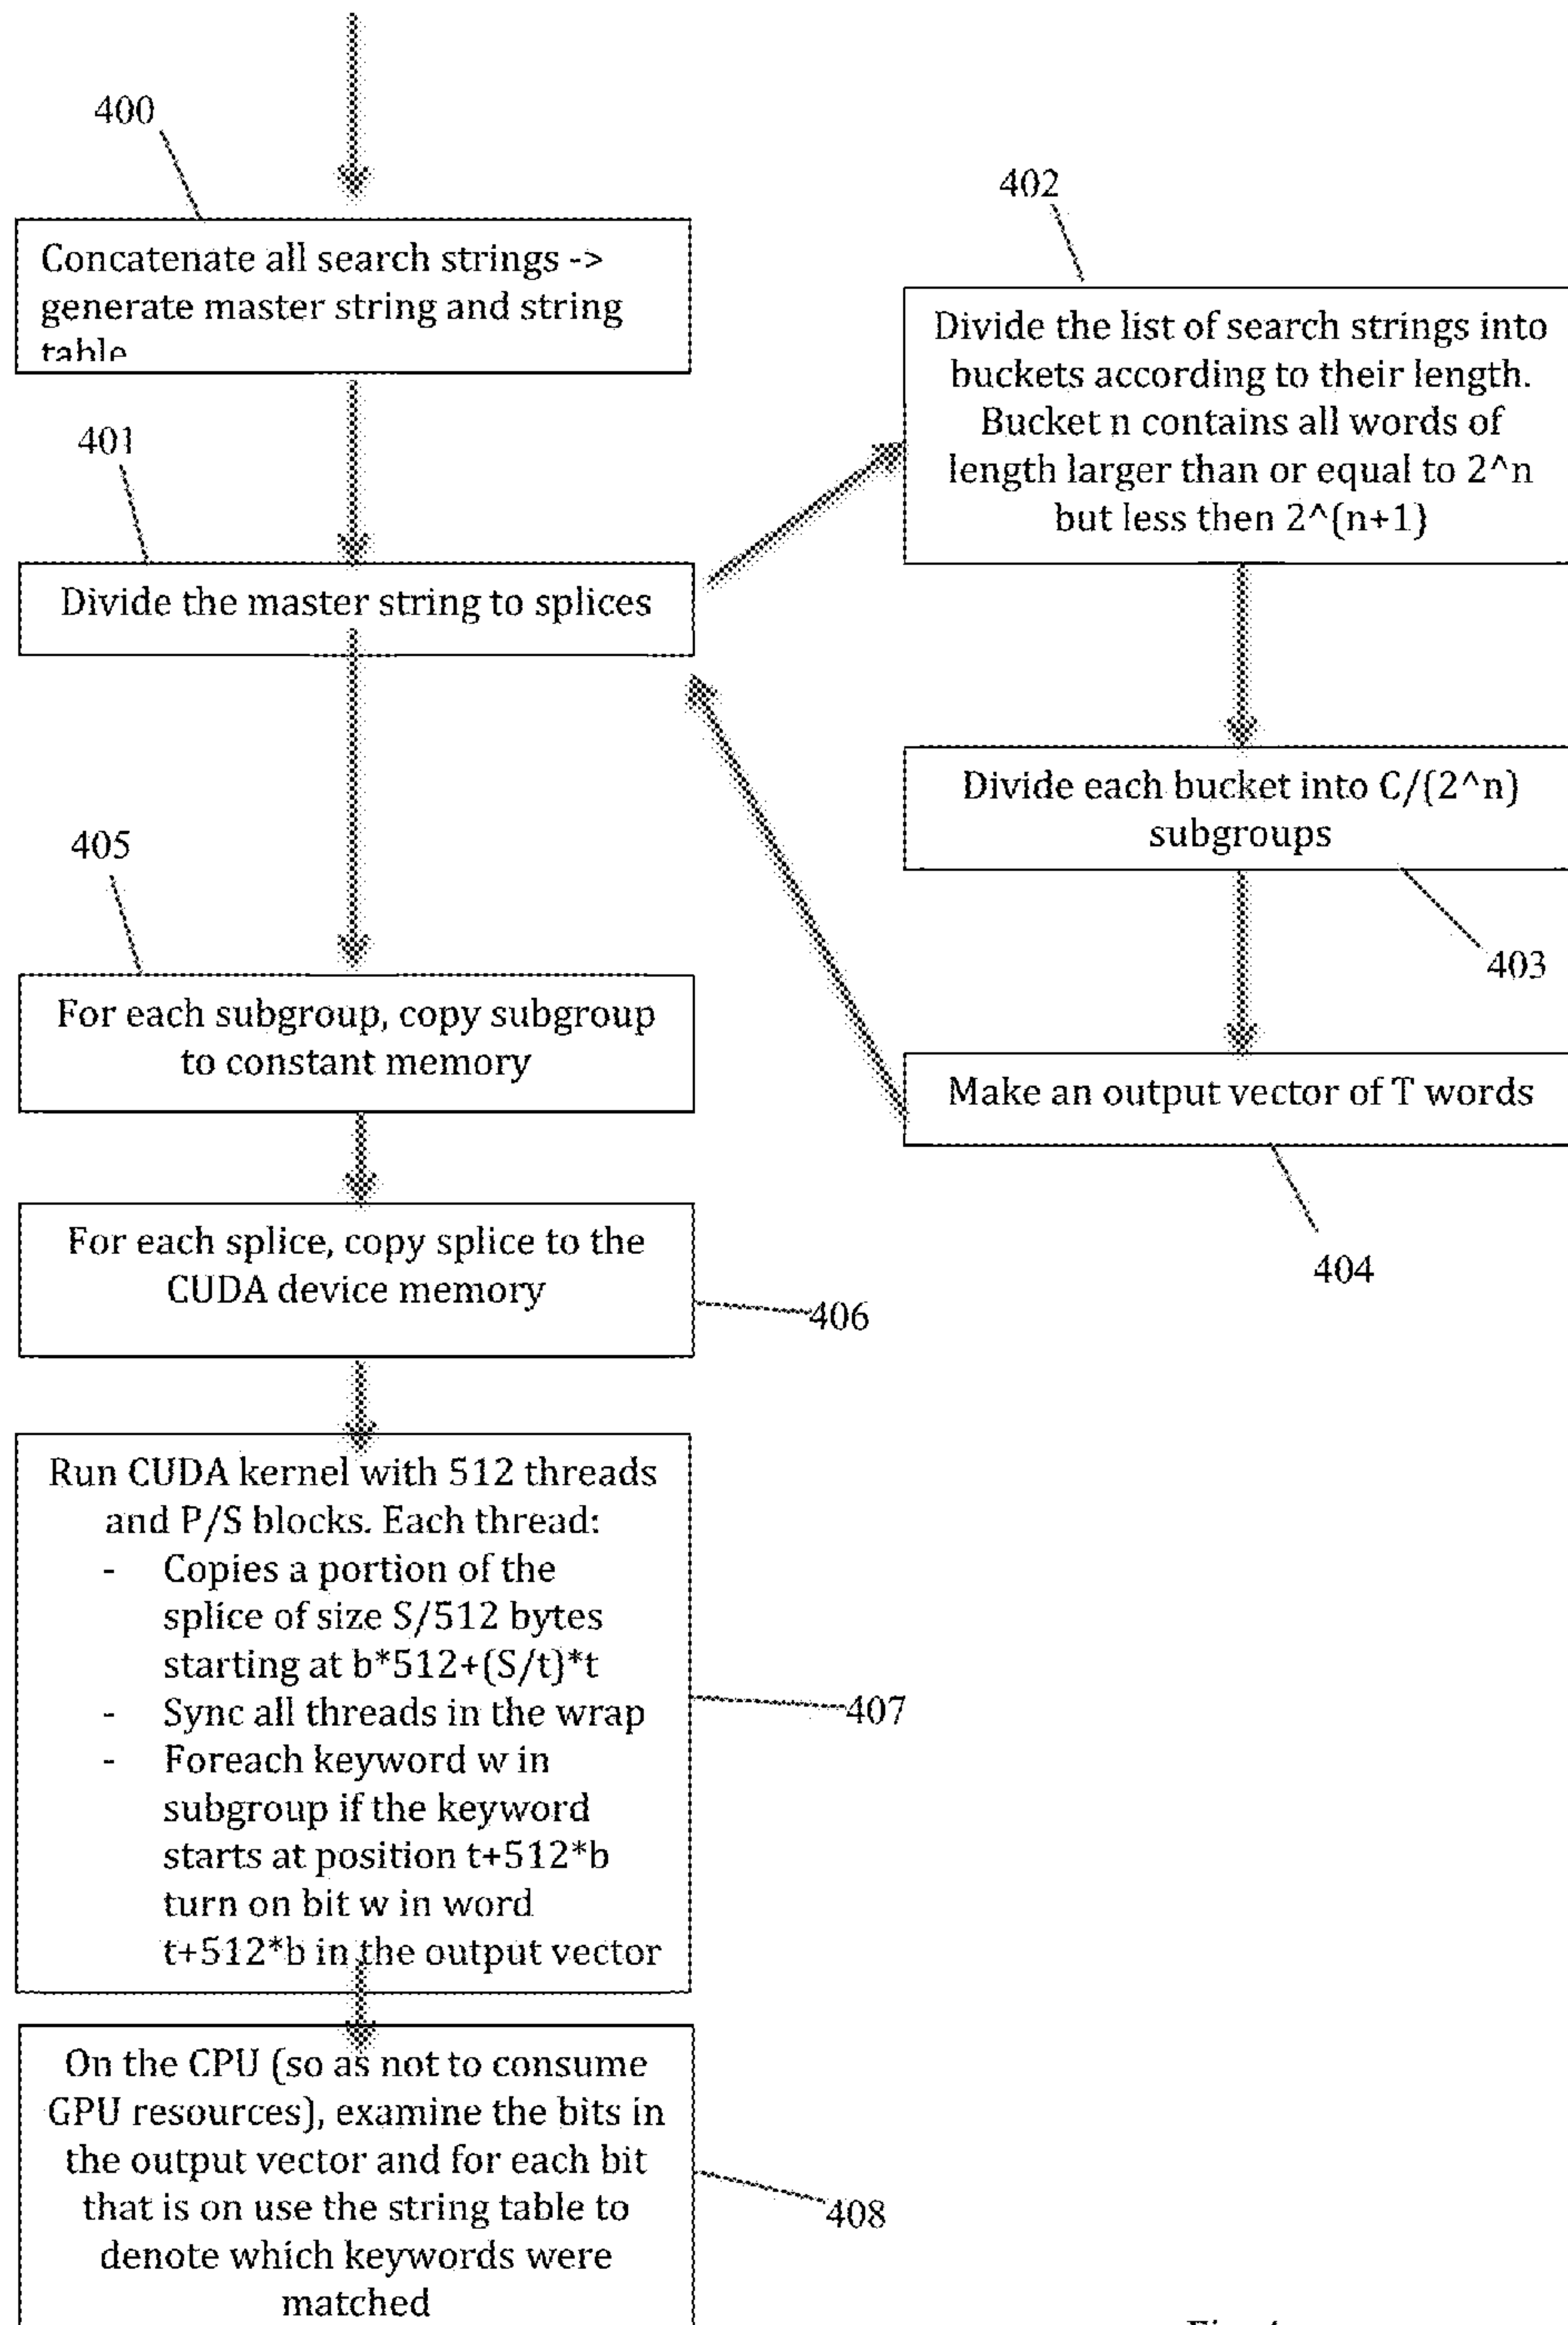 400
Concatenate all search strings ->
generate master string and string
table
401
Divide the master string to splices
402
Divide the list of search strings into
buckets according to their length.
Bucket n contains all words of
length larger than or equal to 2^n
but less then 2^(n+1)
Divide each bucket into C/(2^n)
subgroups
403
Make an output vector of T words
404
405
For each subgroup, copy subgroup
to constant memory
For each splice, copy splice to the
CUDA device memory
406
Run CUDA kernel with 512 threads
and P/S blocks. Each thread:
- Copies a portion of the
splice of size S/512 bytes
starting at b*512+(S/t)*t
- Sync all threads in the wrap
- Foreach keyword w in
subgroup if the keyword
starts at position t+512*b
turn on bit w in word
t+512*b in the output vector
407
On the CPU (so as not to consume
GPU resources), examine the bits in
the output vector and for each bit
that is on use the string table to
denote which keywords were
matched
408